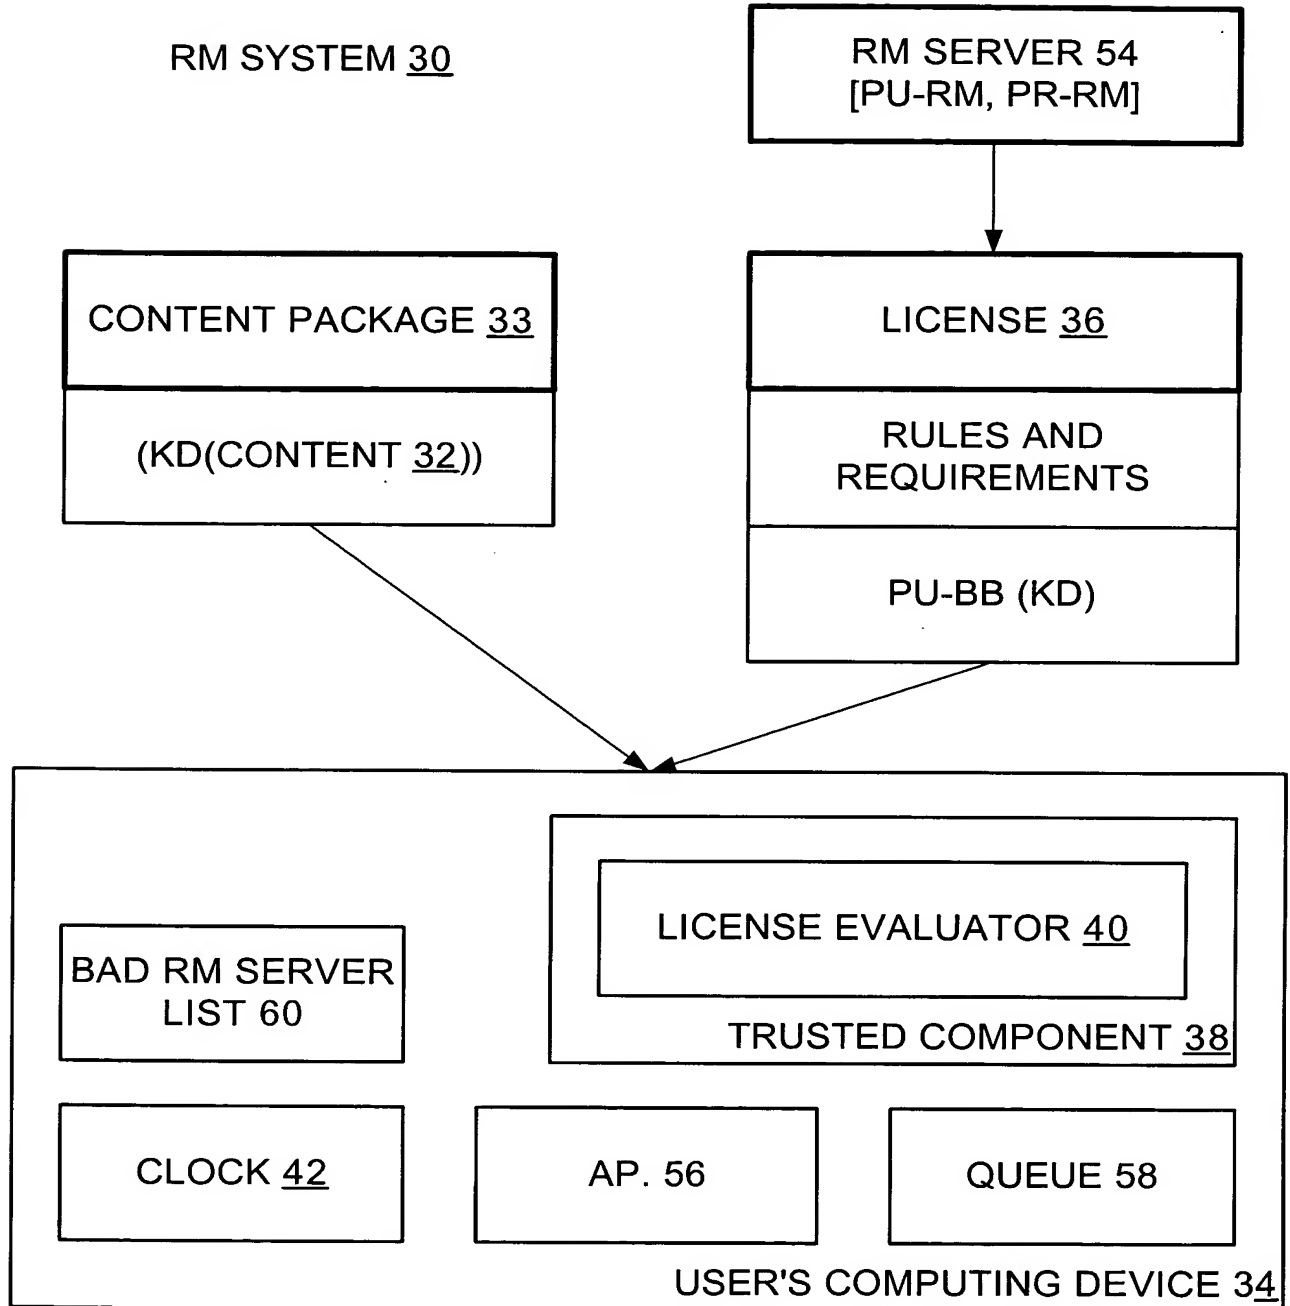 RM SYSTEM 30
RM SERVER 54
[PU-RM, PR-RM]
CONTENT PACKAGE 33
(KD(CONTENT 32))
LICENSE 36
RULES AND
REQUIREMENTS
PU-BB (KD)
LICENSE EVALUATOR 40
TRUSTED COMPONENT 38
BAD RM SERVER
LIST 60
CLOCK 42
AP. 56
QUEUE 58
USER'S COMPUTING DEVICE 34